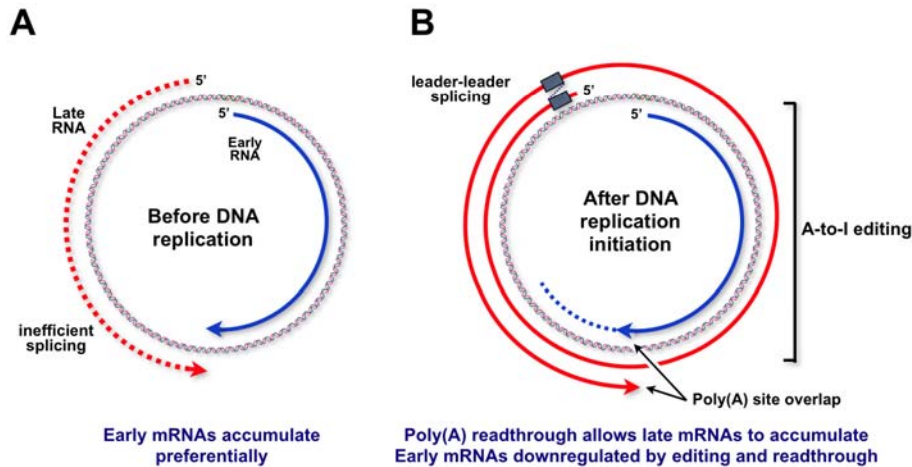 A
5'
Late
RNA
5'
Early
RNA
Before DNA
replication
inefficient
splicing
Early mRNAs accumulate
preferentially
B
leader-leader
splicing
5'
5'
After DNA
replication
initiation
A-to-I editing
Poly(A) site overlap
Poly(A) readthrough allows late mRNAs to accumulate
Early mRNAs downregulated by editing and readthrough